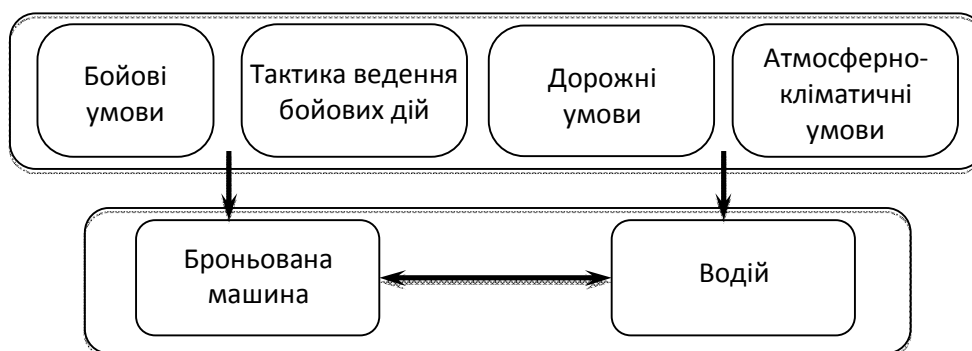 Бойові
умови
Тактика ведення
бойових дій
Дорожні
умови
Атмосферно-
кліматичні
умови
Броньована
машина
Водій